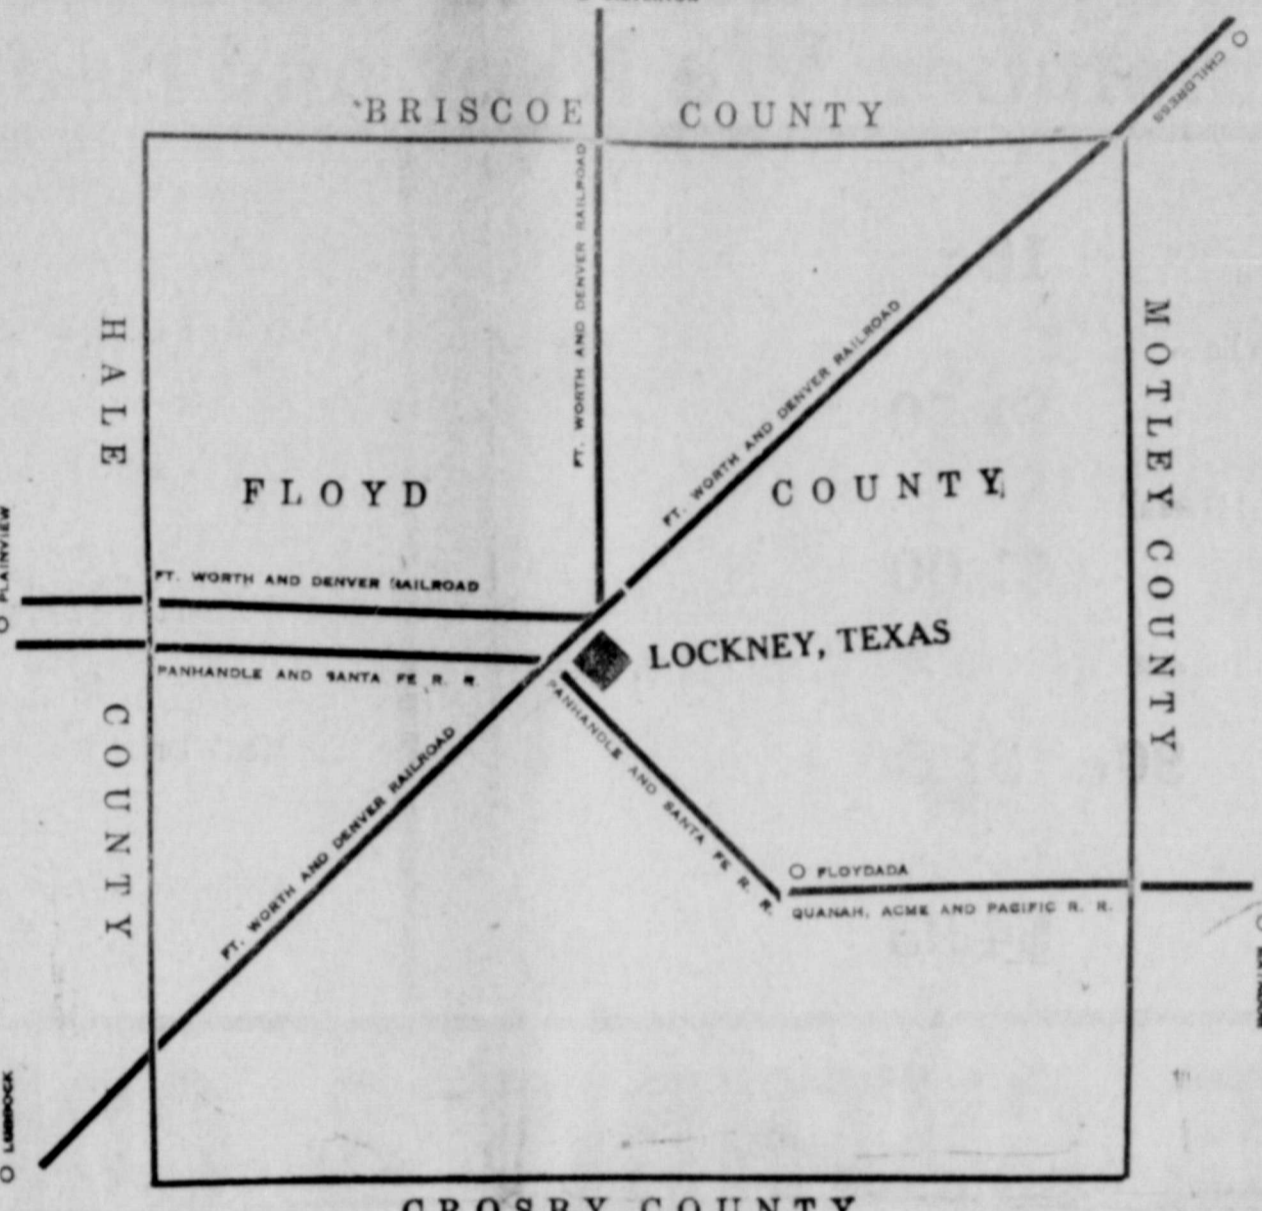 BRISCOE COUNTY
CHILDRESS
FT. WORTH AND DENVER RAILROAD
FT. WORTH AND DENVER RAILROAD
HALE COUNTY
MOTLEY COUNTY
FLOYD COUNTY
PLAINVIEW
FT. WORTH AND DENVER RAILROAD
LOCKNEY, TEXAS
PANHANDLE AND SANTA FE R. R.
PANHANDLE AND SANTA FE R. R.
FT. WORTH AND DENVER RAILROAD
FLOYDADA
QUANAH, ACME AND PACIFIC R. R.
LUBBOCK
CROSBY COUNTY